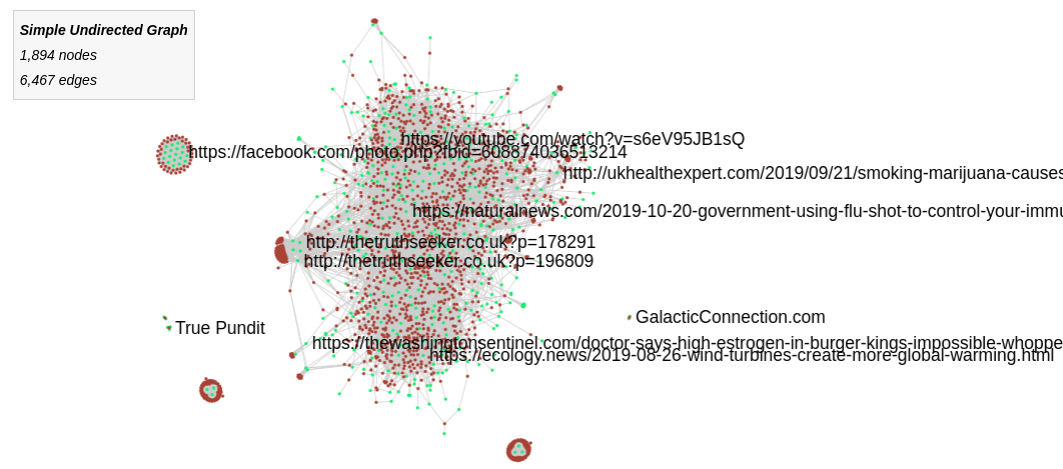 Simple Undirected Graph
1,894 nodes
6,467 edges
https://youtube.com/watch?v=s6eV95JB1sQ
https://facebook.com/photo.php?fbid=608874036513214
http://ukhealthexpert.com/2019/09/21/smoking-marijuana-causes
https://naturalnews.com/2019-10-20-government-using-flu-shot-to-control-your-immu
http://thetruthseeker.co.uk?p=178291
http://thetruthseeker.co.uk?p=196809
GalacticConnection.com
True Pundit
https://thewashingtonsentinel.com/doctor-says-high-estrogen-in-burger-kings-impossible-whoppe
https://ecology.news/2019-08-26-wind-turbines-create-more-global-warming.html